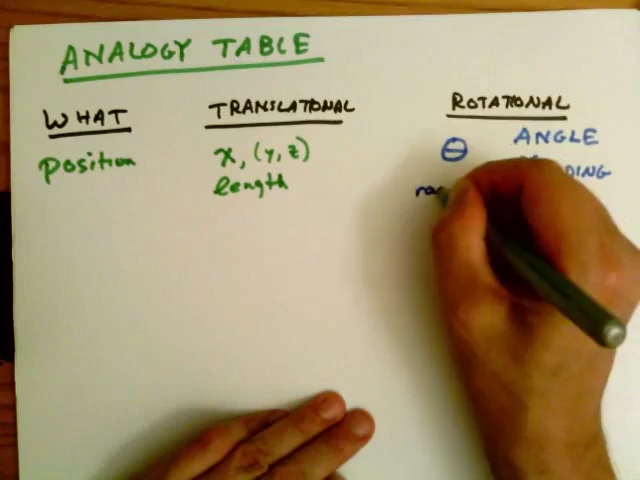 ANALOGY TABLE
WHAT TRANSLATIONAL ROTATIONAL
position x, (y, z) θ ANGLE
length